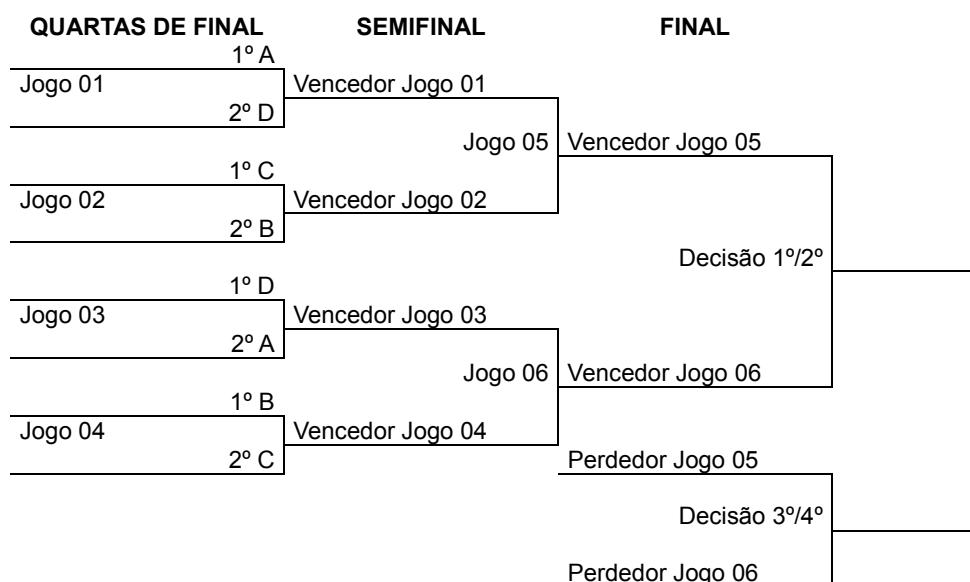 QUARTAS DE FINAL SEMIFINAL FINAL
1º A
Jogo 01 Vencedor Jogo 01
2º D
Jogo 05 Vencedor Jogo 05
1º C
Jogo 02 Vencedor Jogo 02
2º B
Decisão 1º/2º
1º D
Jogo 03 Vencedor Jogo 03
2º A
Jogo 06 Vencedor Jogo 06
1º B
Jogo 04 Vencedor Jogo 04
2º C Perdedor Jogo 05
Decisão 3º/4º
Perdedor Jogo 06